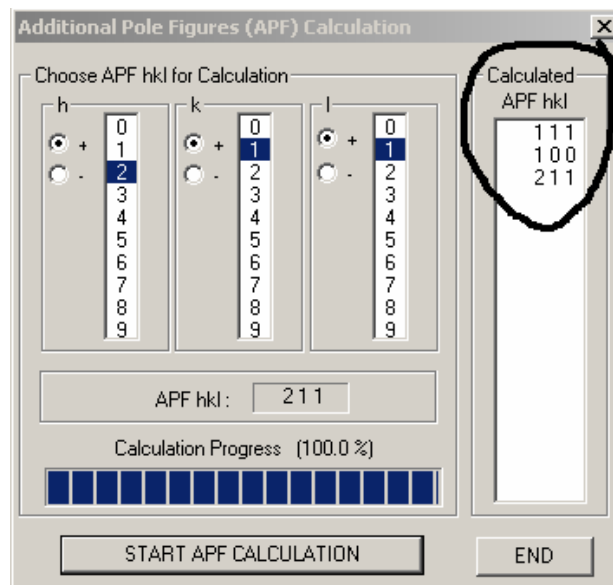 Additional Pole Figures (APF) Calculation
Choose APF hkl for Calculation
h
+
-
0
1
2
3
4
5
6
7
8
9
k
+
-
0
1
2
3
4
5
6
7
8
9
l
+
-
0
1
2
3
4
5
6
7
8
9
APF hkl :
2 1 1
Calculation Progress (100.0 %)
START APF CALCULATION
Calculated
APF hkl
1 1 1
1 0 0
2 1 1
END